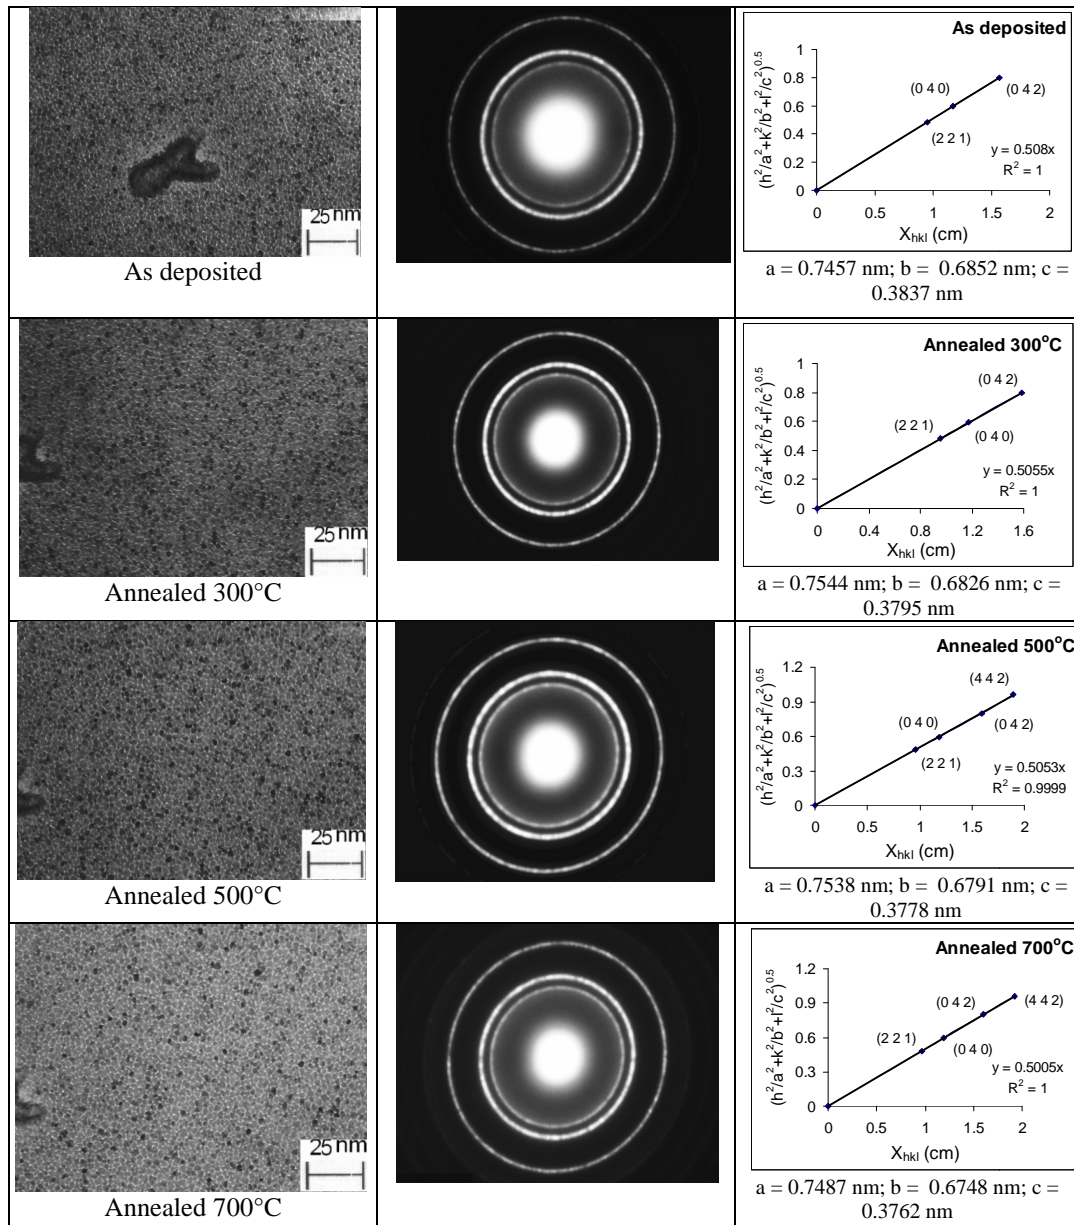 25 nm
As deposited
As deposited
(h²/a²+k²/b²+l²/c²)⁰·⁵
1
0.8
0.6
0.4
0.2
0
(0 4 0)
(0 4 2)
(2 2 1)
y = 0.508x
R² = 1
0 0.5 1 1.5 2
Xhkl (cm)
a = 0.7457 nm; b = 0.6852 nm; c =
0.3837 nm
25 nm
Annealed 300°C
Annealed 300°C
(h²/a²+k²/b²+l²/c²)⁰·⁵
1
0.8
0.6
0.4
0.2
0
(0 4 2)
(2 2 1)
(0 4 0)
y = 0.5055x
R² = 1
0 0.4 0.8 1.2 1.6
Xhkl (cm)
a = 0.7544 nm; b = 0.6826 nm; c =
0.3795 nm
25 nm
Annealed 500°C
Annealed 500°C
(h²/a²+k²/b²+l²/c²)⁰·⁵
1.2
0.9
0.6
0.3
0
(4 4 2)
(0 4 0)
(0 4 2)
(2 2 1)
y = 0.5053x
R² = 0.9999
0 0.5 1 1.5 2
Xhkl (cm)
a = 0.7538 nm; b = 0.6791 nm; c =
0.3778 nm
25 nm
Annealed 700°C
Annealed 700°C
(h²/a²+k²/b²+l²/c²)⁰·⁵
1.2
0.9
0.6
0.3
0
(0 4 2)
(4 4 2)
(2 2 1)
(0 4 0)
y = 0.5005x
R² = 1
0 0.5 1 1.5 2
Xhkl (cm)
a = 0.7487 nm; b = 0.6748 nm; c =
0.3762 nm